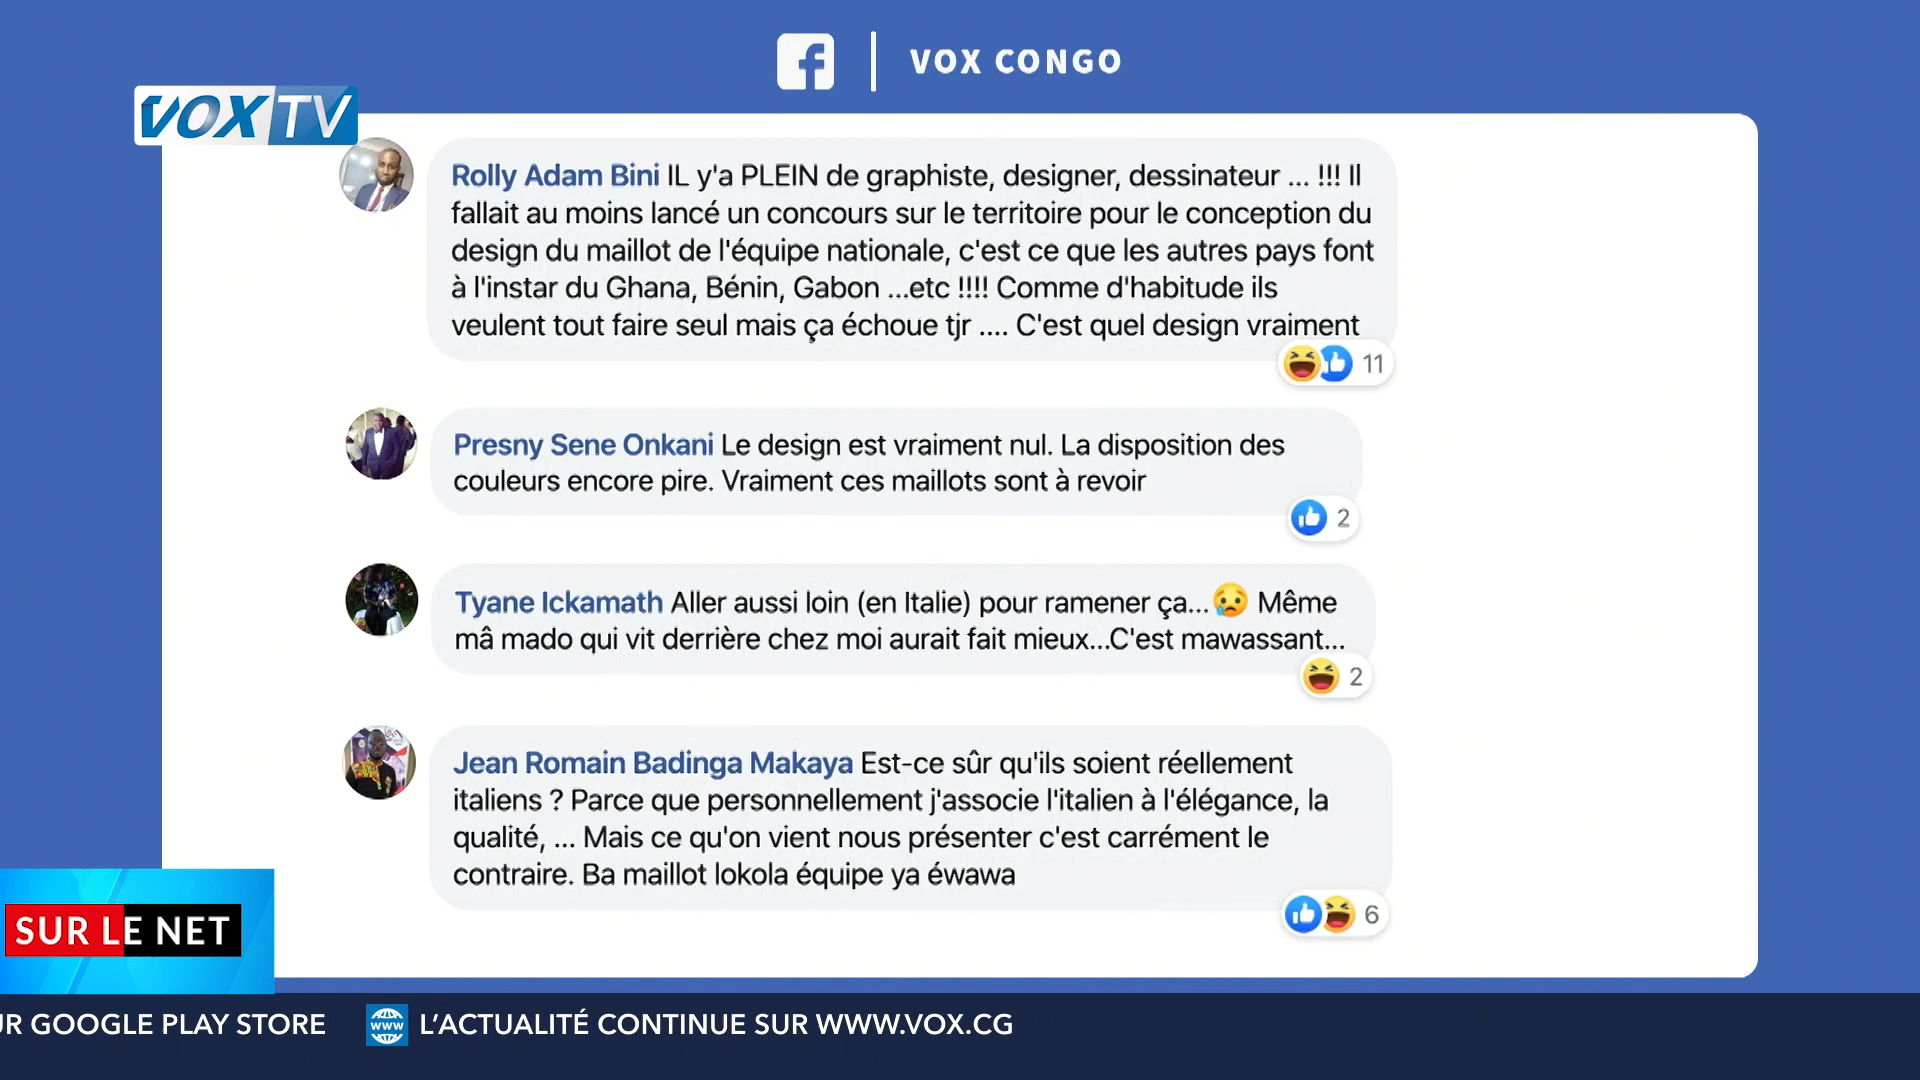 VOX CONGO
VOX TV
Rolly Adam Bini IL y'a PLEIN de graphiste, designer, dessinateur ... !!! Il
fallait au moins lancé un concours sur le territoire pour le conception du
design du maillot de l'équipe nationale, c'est ce que les autres pays font
à l'instar du Ghana, Bénin, Gabon ...etc !!!! Comme d'habitude ils
veulent tout faire seul mais ça échoue tjr .... C'est quel design vraiment
11
Presny Sene Onkani Le design est vraiment nul. La disposition des
couleurs encore pire. Vraiment ces maillots sont à revoir
2
Tyane Ickamath Aller aussi loin (en Italie) pour ramener ça...😢 Même
mâ mado qui vit derrière chez moi aurait fait mieux...C'est mawassant...
2
Jean Romain Badinga Makaya Est-ce sûr qu'ils soient réellement
italiens ? Parce que personnellement j'associe l'italien à l'élégance, la
qualité, ... Mais ce qu'on vient nous présenter c'est carrément le
contraire. Ba maillot lokola équipe ya éwawa
6
SUR LE NET
UR GOOGLE PLAY STORE www L'ACTUALITÉ CONTINUE SUR WWW.VOX.CG